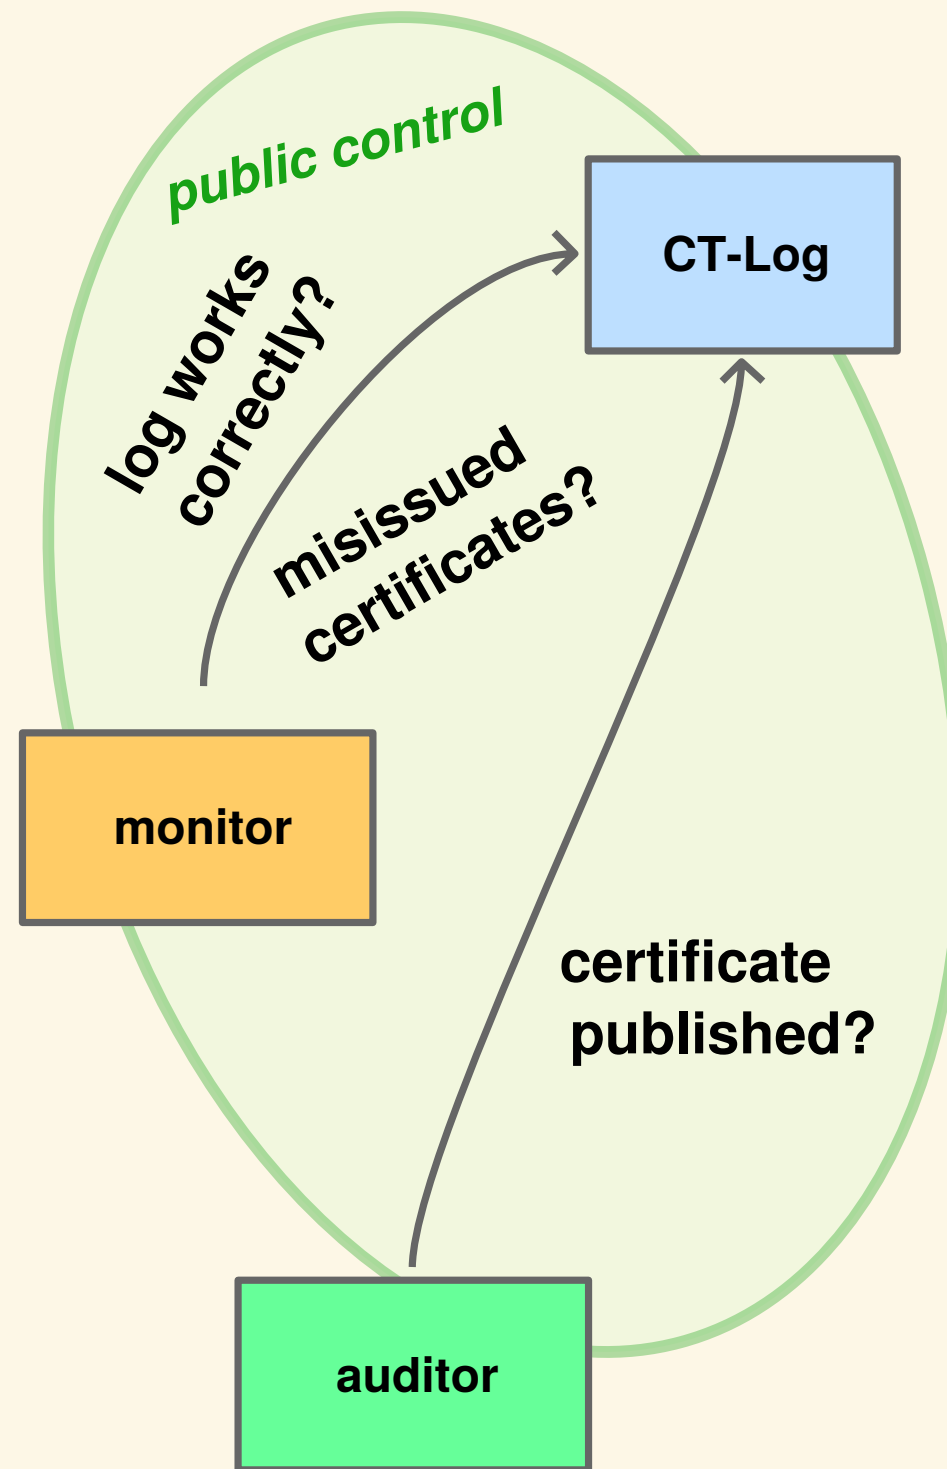 public control
CT-Log
log works
correctly?
misissued
certificates?
monitor
certificate
published?
auditor